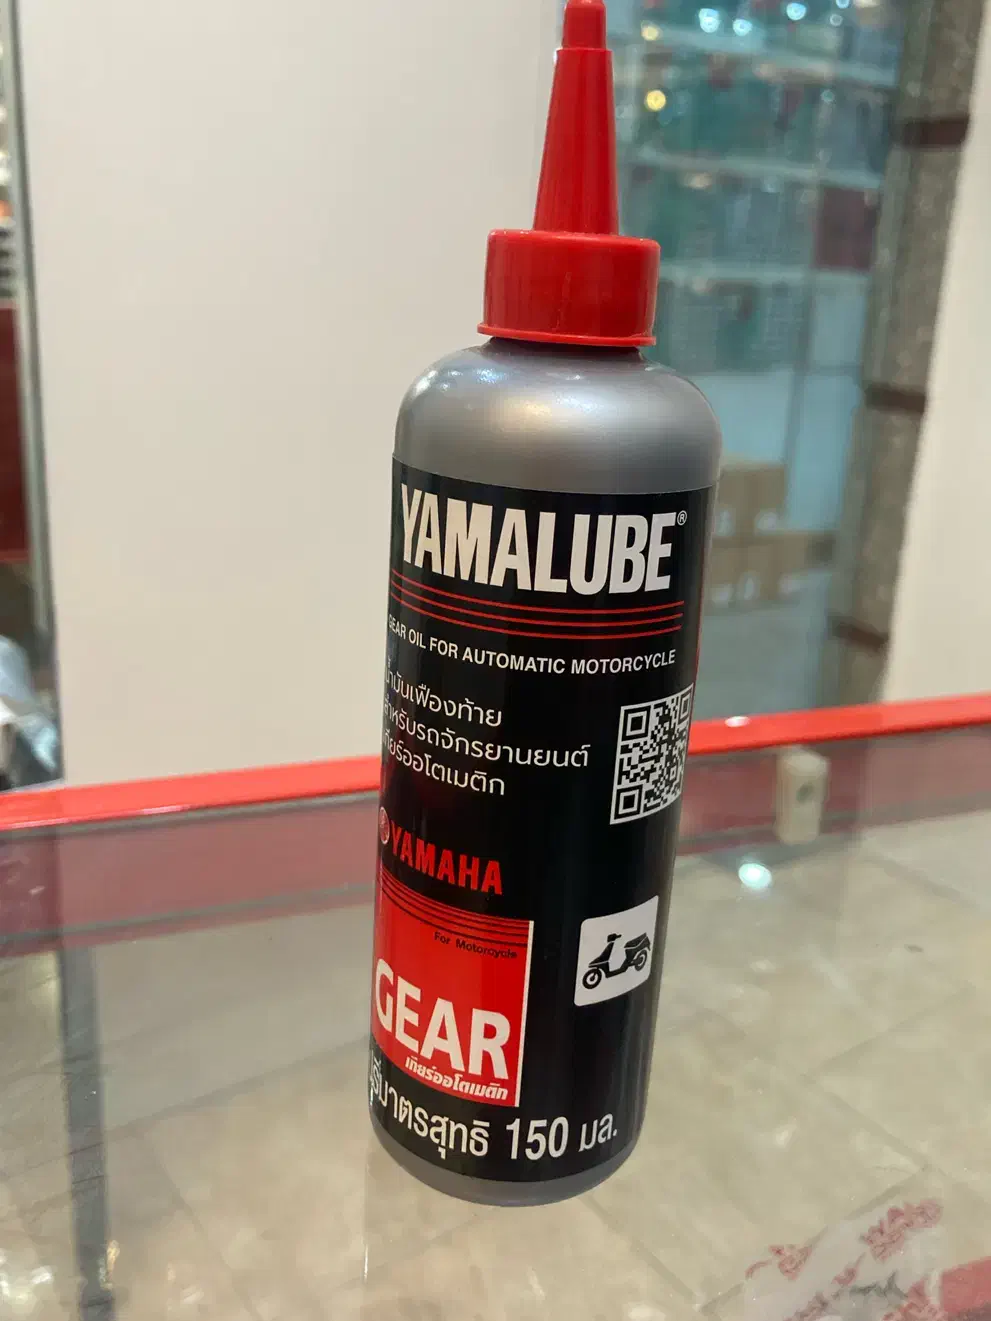 YAMALUBE®
GEAR OIL FOR AUTOMATIC MOTORCYCLE
น้ำมันเฟืองท้าย
สำหรับรถจักรยานยนต์
เกียร์ออโตเมติก
YAMAHA
For Motorcycle
GEAR
เกียร์ออโตเมติก
ปริมาตรสุทธิ 150 มล.